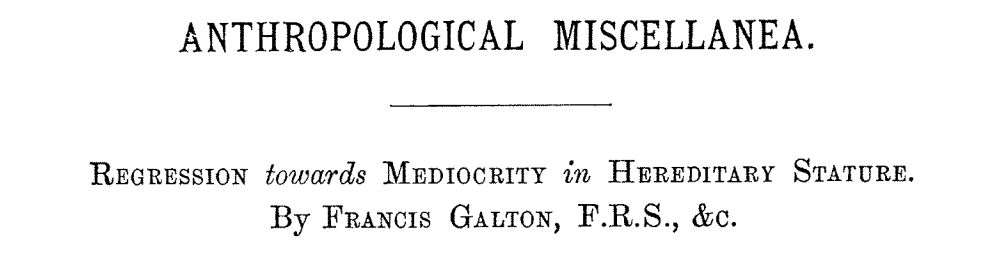 ANTHROPOLOGICAL MISCELLANEA.
REGRESSION towards MEDIOCRITY in HEREDITARY STATURE.
By FRANCIS GALTON, F.R.S., &c.